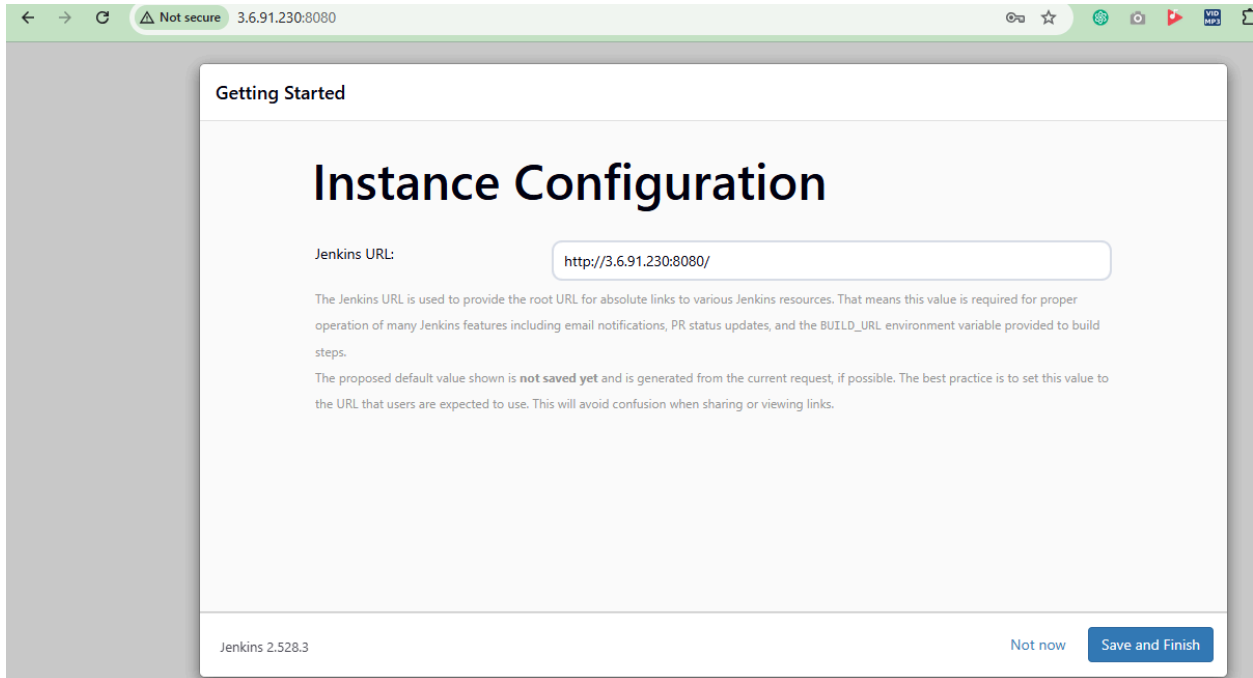 Not secure 3.6.91.230:8080
VID
MP3
Getting Started
Instance Configuration
Jenkins URL:
http://3.6.91.230:8080/
The Jenkins URL is used to provide the root URL for absolute links to various Jenkins resources. That means this value is required for proper
operation of many Jenkins features including email notifications, PR status updates, and the BUILD_URL environment variable provided to build
steps.
The proposed default value shown is not saved yet and is generated from the current request, if possible. The best practice is to set this value to
the URL that users are expected to use. This will avoid confusion when sharing or viewing links.
Jenkins 2.528.3
Not now
Save and Finish